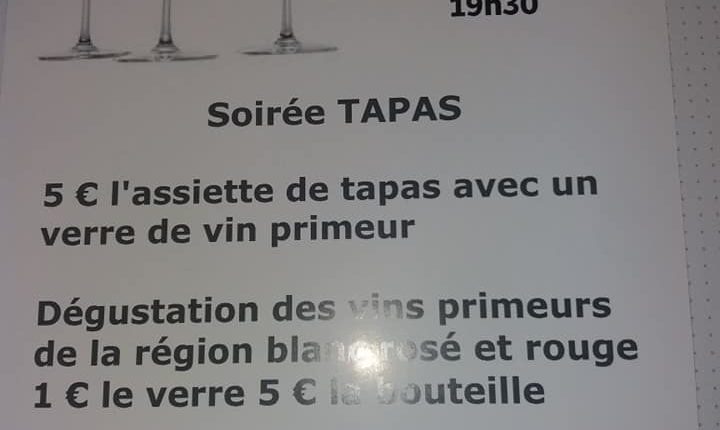 19h30
Soirée TAPAS
5 € l'assiette de tapas avec un
verre de vin primeur
Dégustation des vins primeurs
de la région blanc rosé et rouge
1 € le verre 5 € la bouteille